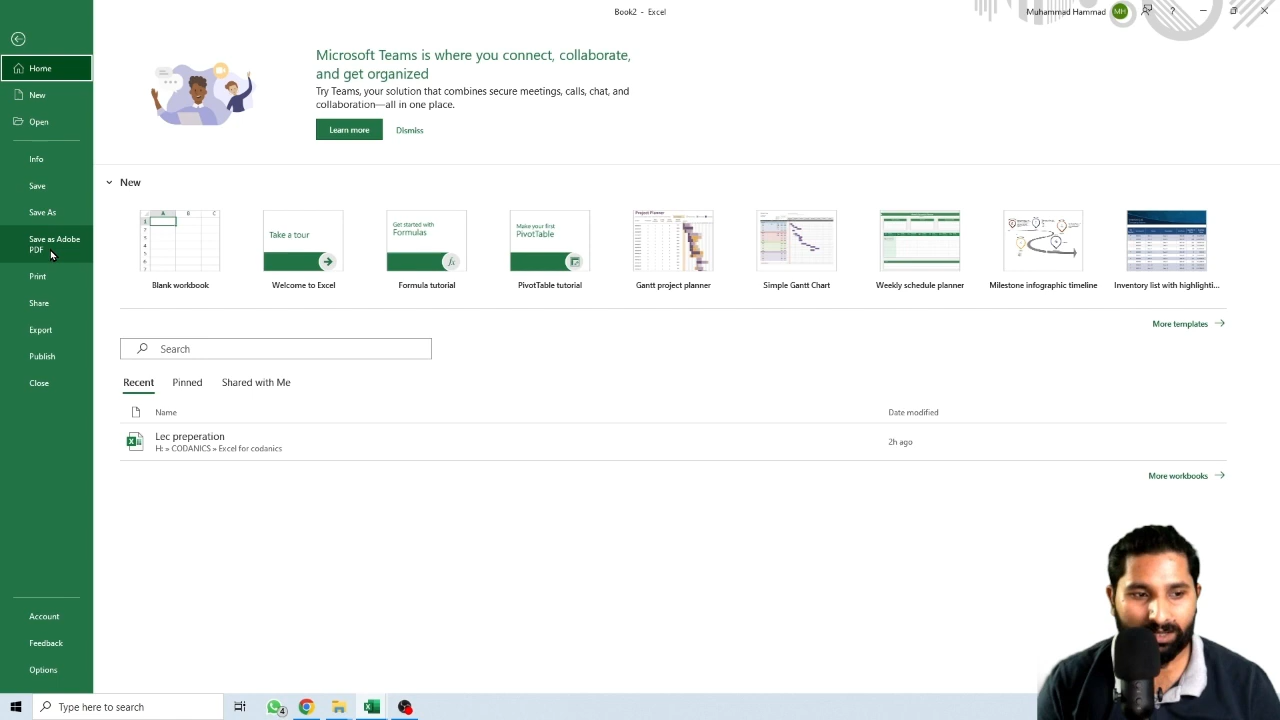 Book2 - Excel
Muhammad Hammad
MH
?
Home
New
Open
Info
Save
Save As
Save as Adobe
PDF
Print
Share
Export
Publish
Close
Account
Feedback
Options
Microsoft Teams is where you connect, collaborate,
and get organized
Try Teams, your solution that combines secure meetings, calls, chat, and
collaboration—all in one place.
Learn more
Dismiss
New
A B C
Take a tour
Get started with
Formulas
Make your first
PivotTable
Project Planner
Blank workbook
Welcome to Excel
Formula tutorial
PivotTable tutorial
Gantt project planner
Simple Gantt Chart
Weekly schedule planner
Milestone infographic timeline
Inventory list with highlighti...
More templates
Search
Recent
Pinned
Shared with Me
Name
Date modified
Lec preperation
H: » CODANICS » Excel for codanics
2h ago
More workbooks
Type here to search
4